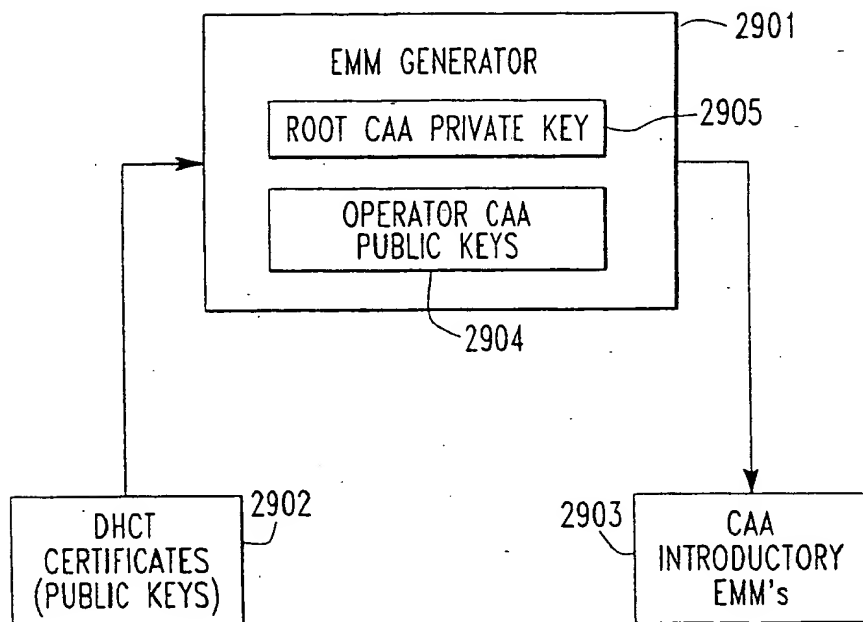 2901
EMM GENERATOR
ROOT CAA PRIVATE KEY
2905
OPERATOR CAA
PUBLIC KEYS
2904
DHCT
CERTIFICATES
(PUBLIC KEYS)
2902
2903
CAA
INTRODUCTORY
EMM's